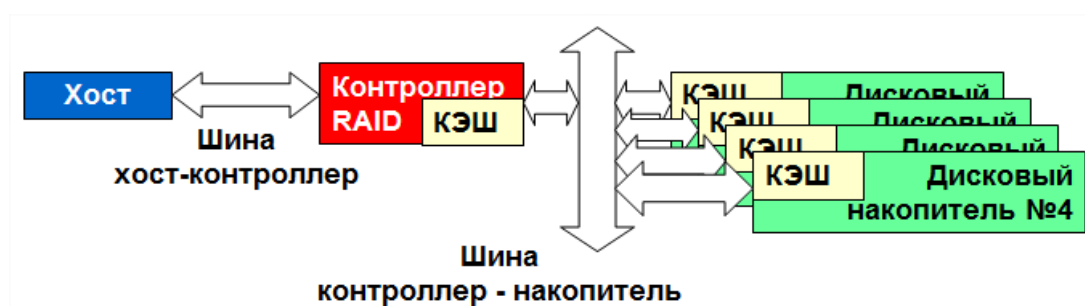 Хост
Шина
хост-контроллер
Контроллер
RAID
КЭШ
Шина
контроллер - накопитель
КЭШ
Дисковый
КЭШ
Дисковый
КЭШ
Дисковый
КЭШ
Дисковый
накопитель №4